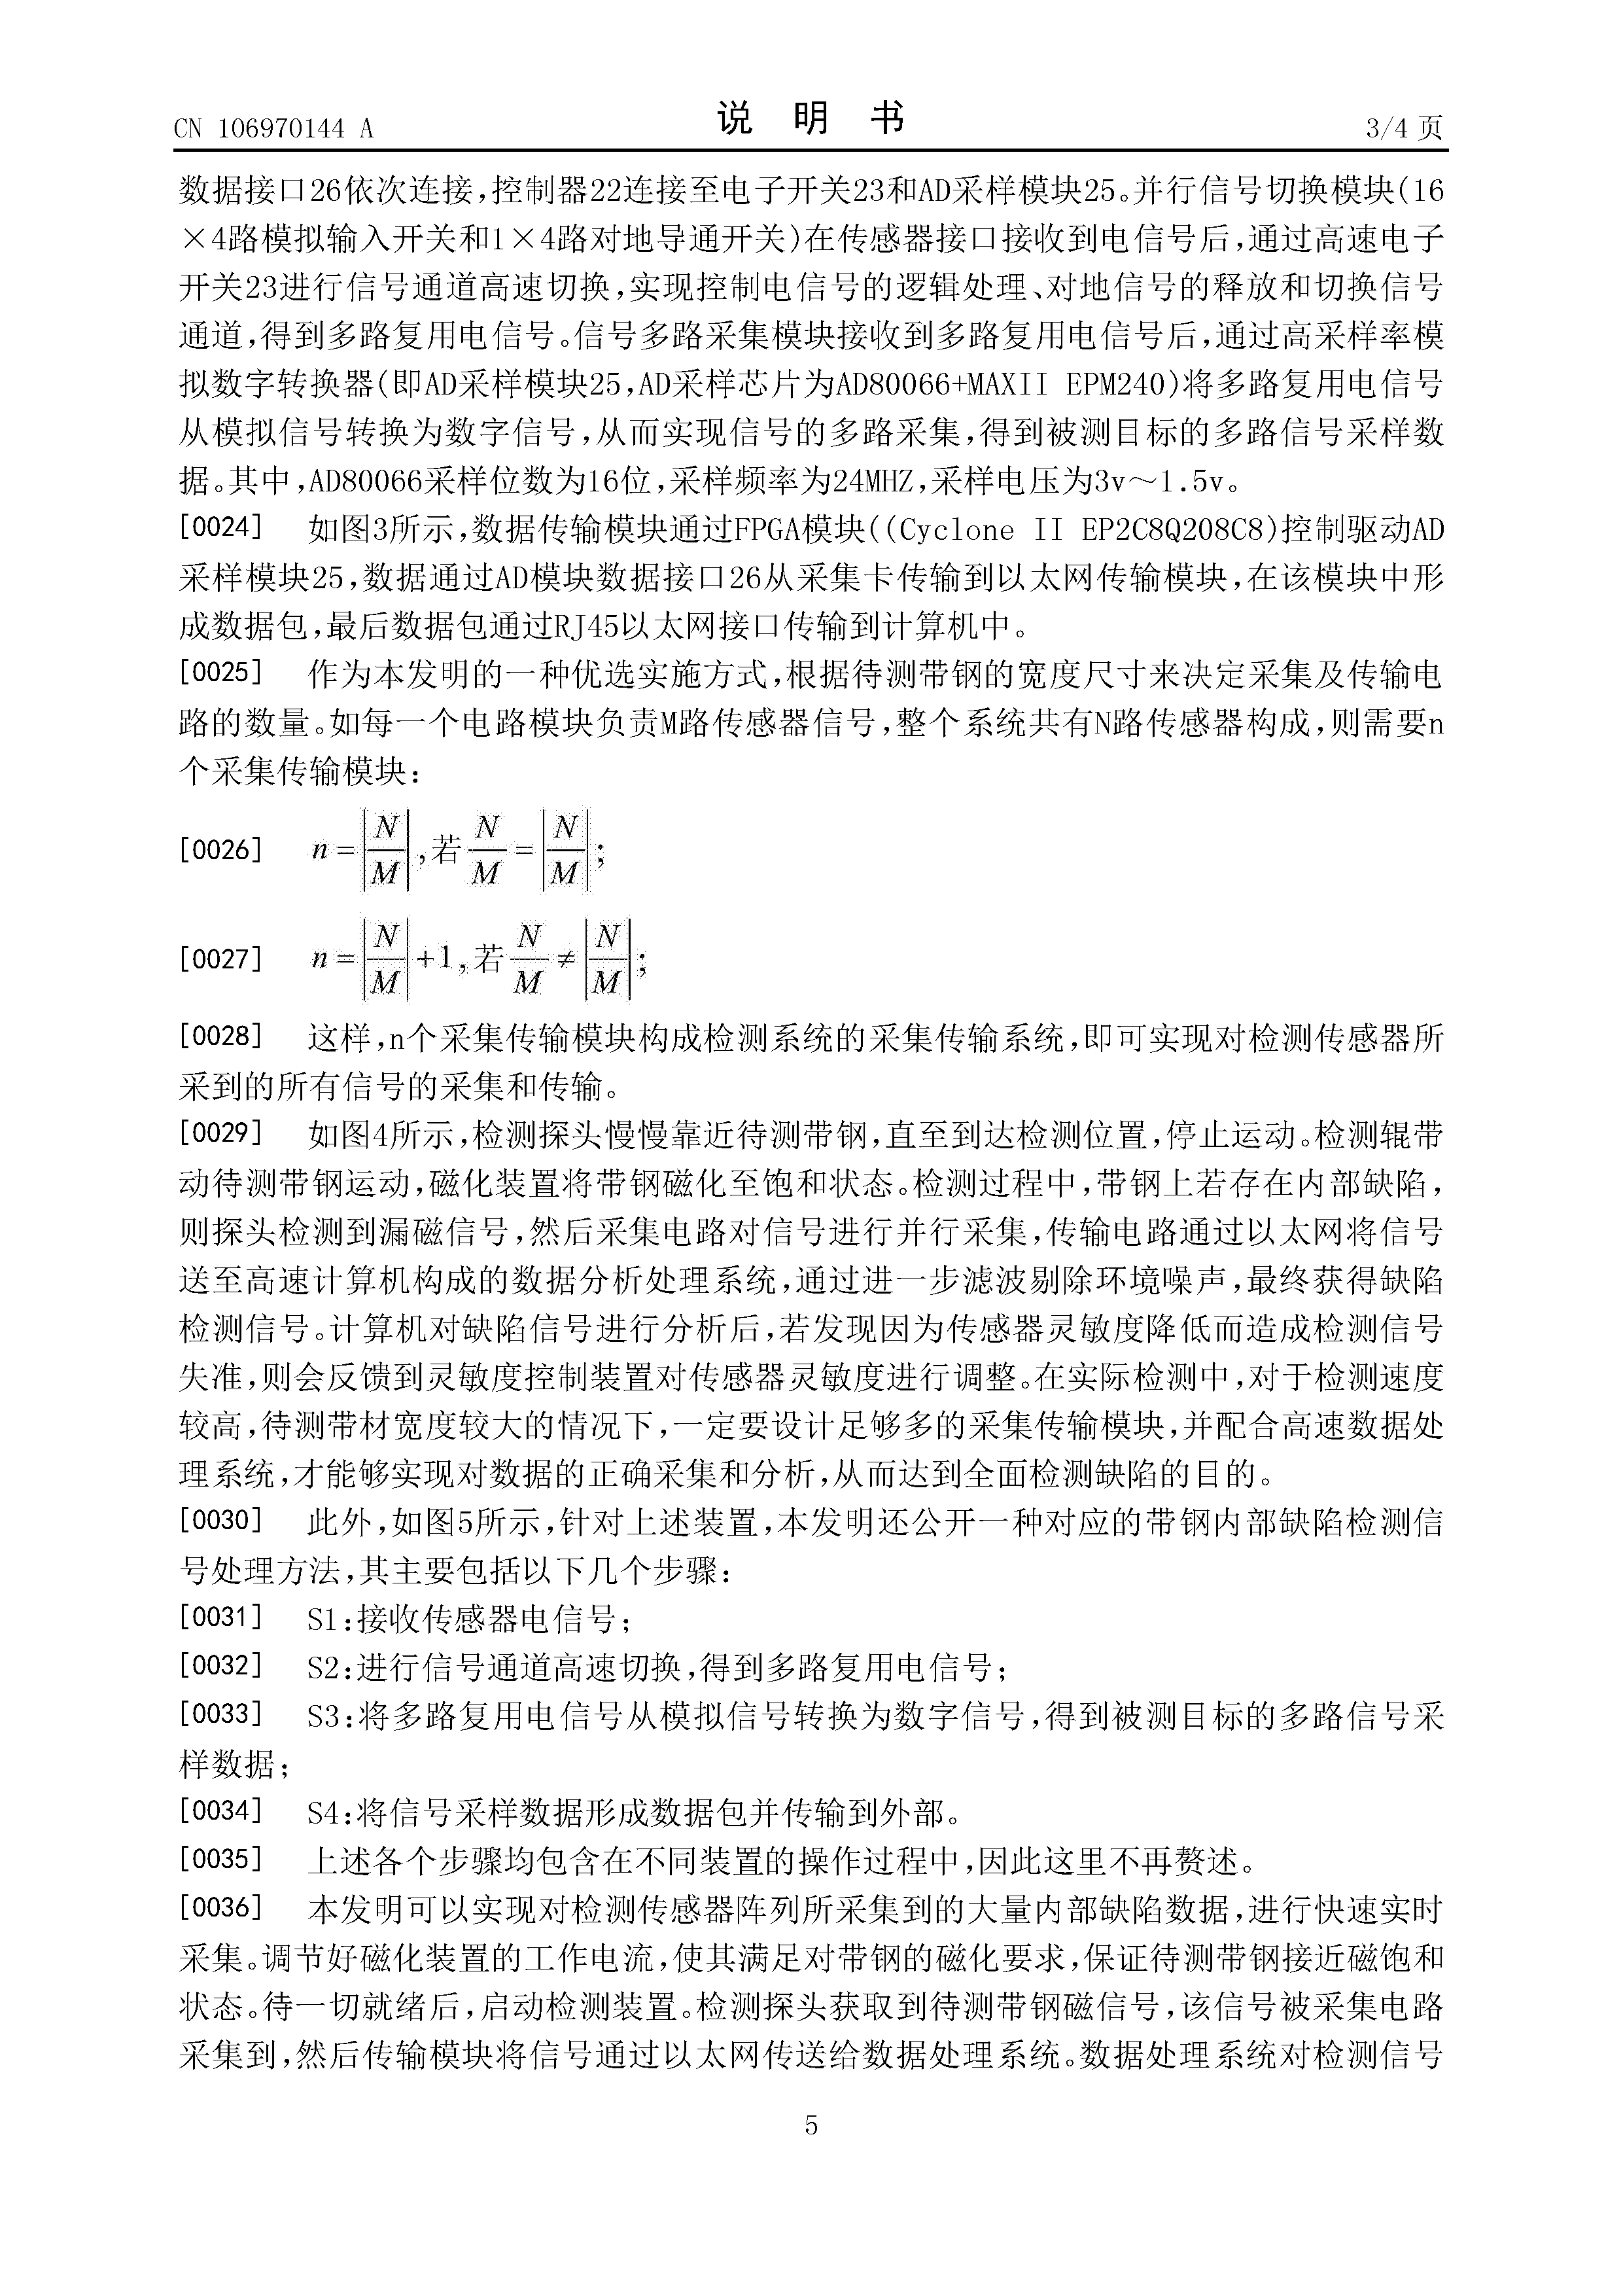 CN 106970144 A
说 明 书
3/4 页
数据接口26依次连接,控制器22连接至电子开关23和AD采样模块25。并行信号切换模块(16
×4路模拟输入开关和1×4路对地导通开关)在传感器接口接收到电信号后,通过高速电子
开关23进行信号通道高速切换,实现控制电信号的逻辑处理、对地信号的释放和切换信号
通道,得到多路复用电信号。信号多路采集模块接收到多路复用电信号后,通过高采样率模
拟数字转换器(即AD采样模块25,AD采样芯片为AD80066+MAXII EPM240)将多路复用电信号
从模拟信号转换为数字信号,从而实现信号的多路采集,得到被测目标的多路信号采样数
据。其中,AD80066采样位数为16位,采样频率为24MHZ,采样电压为3v～1.5v。
[0024] 如图3所示,数据传输模块通过FPGA模块((Cyclone II EP2C8Q208C8)控制驱动AD
采样模块25,数据通过AD模块数据接口26从采集卡传输到以太网传输模块,在该模块中形
成数据包,最后数据包通过RJ45以太网接口传输到计算机中。
[0025] 作为本发明的一种优选实施方式,根据待测带钢的宽度尺寸来决定采集及传输电
路的数量。如每一个电路模块负责M路传感器信号,整个系统共有N路传感器构成,则需要n
个采集传输模块:
[0026] n=|N/M|,若N/M=|N/M|;
[0027] n=|N/M|+1,若N/M≠|N/M|;
[0028] 这样,n个采集传输模块构成检测系统的采集传输系统,即可实现对检测传感器所
采到的所有信号的采集和传输。
[0029] 如图4所示,检测探头慢慢靠近待测带钢,直至到达检测位置,停止运动。检测辊带
动待测带钢运动,磁化装置将带钢磁化至饱和状态。检测过程中,带钢上若存在内部缺陷,
则探头检测到漏磁信号,然后采集电路对信号进行并行采集,传输电路通过以太网将信号
送至高速计算机构成的数据分析处理系统,通过进一步滤波剔除环境噪声,最终获得缺陷
检测信号。计算机对缺陷信号进行分析后,若发现因为传感器灵敏度降低而造成检测信号
失准,则会反馈到灵敏度控制装置对传感器灵敏度进行调整。在实际检测中,对于检测速度
较高,待测带材宽度较大的情况下,一定要设计足够多的采集传输模块,并配合高速数据处
理系统,才能够实现对数据的正确采集和分析,从而达到全面检测缺陷的目的。
[0030] 此外,如图5所示,针对上述装置,本发明还公开一种对应的带钢内部缺陷检测信
号处理方法,其主要包括以下几个步骤:
[0031] S1:接收传感器电信号;
[0032] S2:进行信号通道高速切换,得到多路复用电信号;
[0033] S3:将多路复用电信号从模拟信号转换为数字信号,得到被测目标的多路信号采
样数据;
[0034] S4:将信号采样数据形成数据包并传输到外部。
[0035] 上述各个步骤均包含在不同装置的操作过程中,因此这里不再赘述。
[0036] 本发明可以实现对检测传感器阵列所采集到的大量内部缺陷数据,进行快速实时
采集。调节好磁化装置的工作电流,使其满足对带钢的磁化要求,保证待测带钢接近磁饱和
状态。待一切就绪后,启动检测装置。检测探头获取到待测带钢磁信号,该信号被采集电路
采集到,然后传输模块将信号通过以太网传送给数据处理系统。数据处理系统对检测信号
5